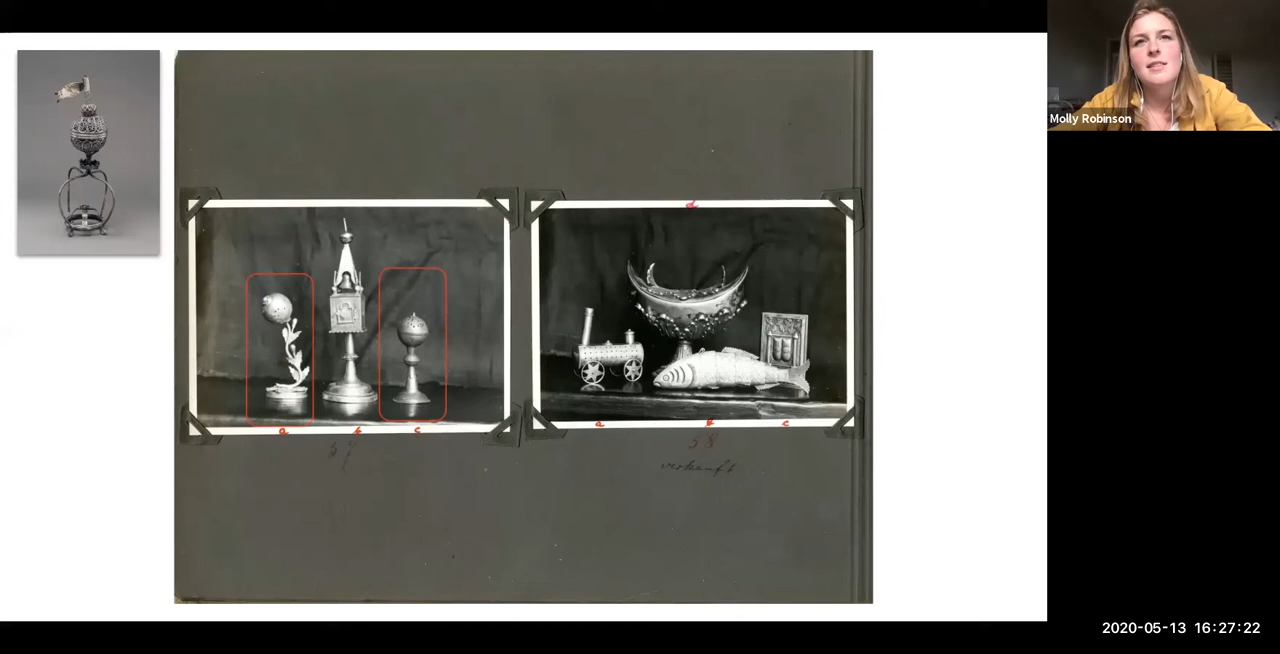 Molly Robinson
d
a b c
a b c
58
verkauft
2020-05-13 16:27:22